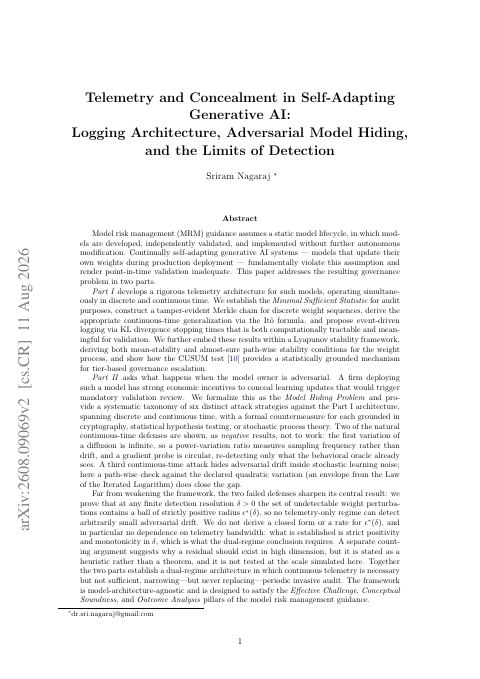 Telemetry and Concealment in Self-Adapting
Generative AI:
Logging Architecture, Adversarial Model Hiding,
and the Limits of Detection
Sriram Nagaraj *
Abstract
Model risk management (MRM) guidance assumes a static model lifecycle, in which mod-
els are developed, independently validated, and implemented without further autonomous
modification. Continually self-adapting generative AI systems — models that update their
own weights during production deployment — fundamentally violate this assumption and
render point-in-time validation inadequate. This paper addresses the resulting governance
problem in two parts.
Part I develops a rigorous telemetry architecture for such models, operating simultane-
ously in discrete and continuous time. We establish the Minimal Sufficient Statistic for audit
purposes, construct a tamper-evident Merkle chain for discrete weight sequences, derive the
appropriate continuous-time generalization via the Itô formula, and propose event-driven
logging via KL divergence stopping times that is both computationally tractable and mean-
ingful for validation. We further embed these results within a Lyapunov stability framework,
deriving both mean-stability and almost-sure path-wise stability conditions for the weight
process, and show how the CUSUM test [10] provides a statistically grounded mechanism
for tier-based governance escalation.
Part II asks what happens when the model owner is adversarial. A firm deploying
such a model has strong economic incentives to conceal learning updates that would trigger
mandatory validation review. We formalize this as the Model Hiding Problem and pro-
vide a systematic taxonomy of six distinct attack strategies against the Part I architecture,
spanning discrete and continuous time, with a formal countermeasure for each grounded in
cryptography, statistical hypothesis testing, or stochastic process theory. Two of the natural
continuous-time defenses are shown, as negative results, not to work: the first variation of
a diffusion is infinite, so a power-variation ratio measures sampling frequency rather than
drift, and a gradient probe is circular, re-detecting only what the behavioral oracle already
sees. A third continuous-time attack hides adversarial drift inside stochastic learning noise;
here a path-wise check against the declared quadratic variation (an envelope from the Law
of the Iterated Logarithm) does close the gap.
Far from weakening the framework, the two failed defenses sharpen its central result: we
prove that at any finite detection resolution δ > 0 the set of undetectable weight perturba-
tions contains a ball of strictly positive radius ϵ*(δ), so no telemetry-only regime can detect
arbitrarily small adversarial drift. We do not derive a closed form or a rate for ϵ*(δ), and
in particular no dependence on telemetry bandwidth: what is established is strict positivity
and monotonicity in δ, which is what the dual-regime conclusion requires. A separate count-
ing argument suggests why a residual should exist in high dimension, but it is stated as a
heuristic rather than a theorem, and it is not tested at the scale simulated here. Together
the two parts establish a dual-regime architecture in which continuous telemetry is necessary
but not sufficient, narrowing—but never replacing—periodic invasive audit. The framework
is model-architecture-agnostic and is designed to satisfy the Effective Challenge, Conceptual
Soundness, and Outcome Analysis pillars of the model risk management guidance.
*dr.sri.nagaraj@gmail.com
1
arXiv:2608.09069v2 [cs.CR] 11 Aug 2026